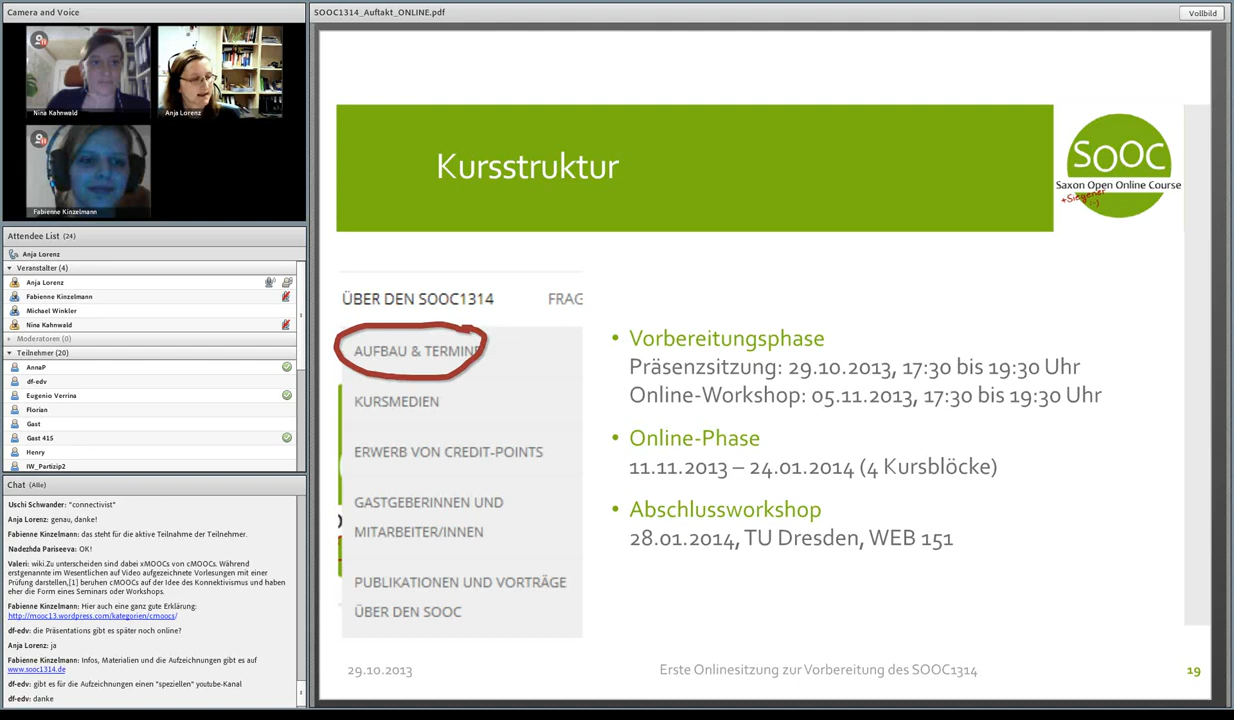 Camera and Voice
Nina Kahnwald
Anja Lorenz
Fabienne Kinzelmann
Attendee List (24)
Anja Lorenz
Veranstalter (4)
Anja Lorenz
Fabienne Kinzelmann
Michael Winkler
Nina Kahnwald
Moderatoren (0)
Teilnehmer (20)
AnnaP
df-edv
Eugenio Verrina
Florian
Gast
Gast 415
Henry
IW_Partizip2
Chat (Alle)
Uschi Schwander: "connectivist"
Anja Lorenz: genau, danke!
Fabienne Kinzelmann: das steht für die aktive Teilnahme der Teilnehmer.
Nadezhda Pariseeva: OK!
Valeri: wiki.Zu unterscheiden sind dabei xMOOCs von cMOOCs. Während
erstgenannte im Wesentlichen auf Video aufgezeichnete Vorlesungen mit einer
Prüfung darstellen,[1] beruhen cMOOCs auf der Idee des Konnektivismus und haben
eher die Form eines Seminars oder Workshops.
Fabienne Kinzelmann: Hier auch eine ganz gute Erklärung:
http://mooc13.wordpress.com/kategorien/cmoocs/
df-edv: die Präsentations gibt es später noch online?
Anja Lorenz: ja
Fabienne Kinzelmann: Infos, Materialien und die Aufzeichnungen gibt es auf
www.sooc1314.de
df-edv: gibt es für die Aufzeichnungen einen "speziellen" youtube-Kanal
df-edv: danke
SOOC1314_Auftakt_ONLINE.pdf
Vollbild
Kursstruktur
SOOC
Saxon Open Online Course
+Siegener
:-)
ÜBER DEN SOOC1314
FRAG
AUFBAU & TERMINE
KURSMEDIEN
ERWERB VON CREDIT-POINTS
GASTGEBERINNEN UND
MITARBEITER/INNEN
PUBLIKATIONEN UND VORTRÄGE
ÜBER DEN SOOC
• Vorbereitungsphase
Präsenzsitzung: 29.10.2013, 17:30 bis 19:30 Uhr
Online-Workshop: 05.11.2013, 17:30 bis 19:30 Uhr
• Online-Phase
11.11.2013 – 24.01.2014 (4 Kursblöcke)
• Abschlussworkshop
28.01.2014, TU Dresden, WEB 151
29.10.2013
Erste Onlinesitzung zur Vorbereitung des SOOC1314
19